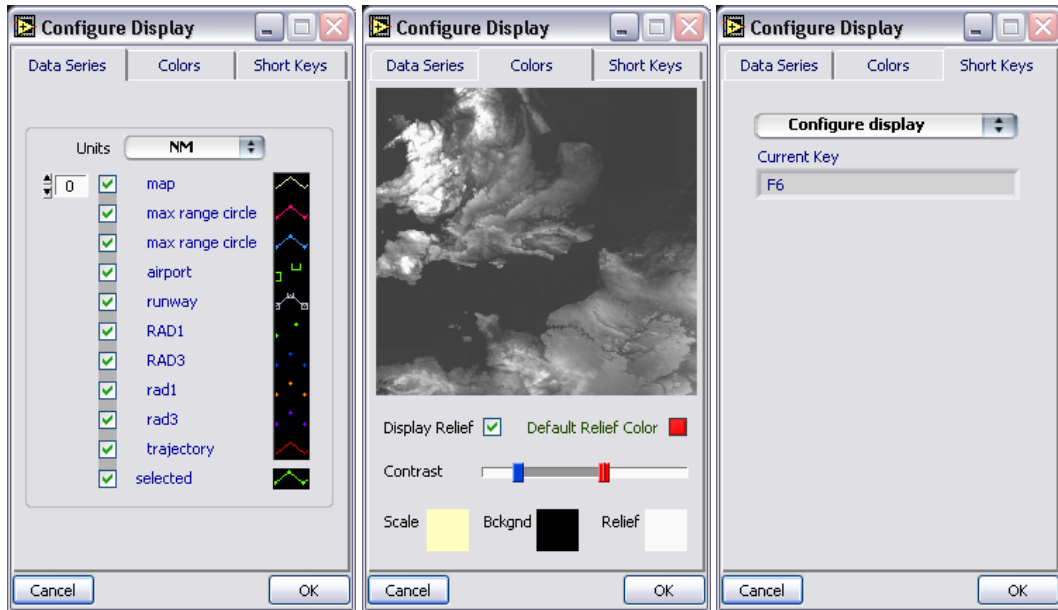 Configure Display
Data Series Colors Short Keys
Units NM
0 map
max range circle
max range circle
airport
runway
RAD1
RAD3
rad1
rad3
trajectory
selected
Cancel OK
Configure Display
Data Series Colors Short Keys
Display Relief Default Relief Color
Contrast
Scale Bckgnd Relief
Cancel OK
Configure Display
Data Series Colors Short Keys
Configure display
Current Key
F6
Cancel OK